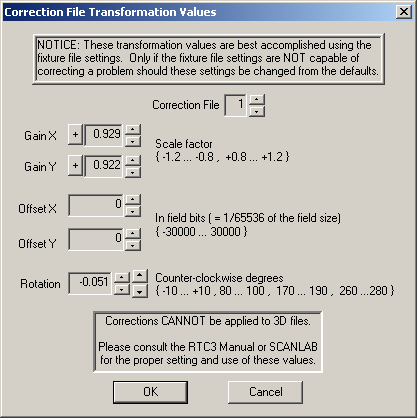 Correction File Transformation Values
NOTICE: These transformation values are best accomplished using the
fixture file settings. Only if the fixture file settings are NOT capable of
correcting a problem should these settings be changed from the defaults.
Correction File 1
Gain X + 0.929
Scale factor
{ -1.2 ... -0.8 , +0.8 ... +1.2 }
Gain Y + 0.922
Offset X 0
In field bits ( = 1/65536 of the field size)
{ -30000 ... 30000 }
Offset Y 0
Rotation -0.051
Counter-clockwise degrees
{ -10 ... +10 , 80 ... 100 , 170 ... 190 , 260 ...280 }
Corrections CANNOT be applied to 3D files.
Please consult the RTC3 Manual or SCANLAB
for the proper setting and use of these values.
OK Cancel